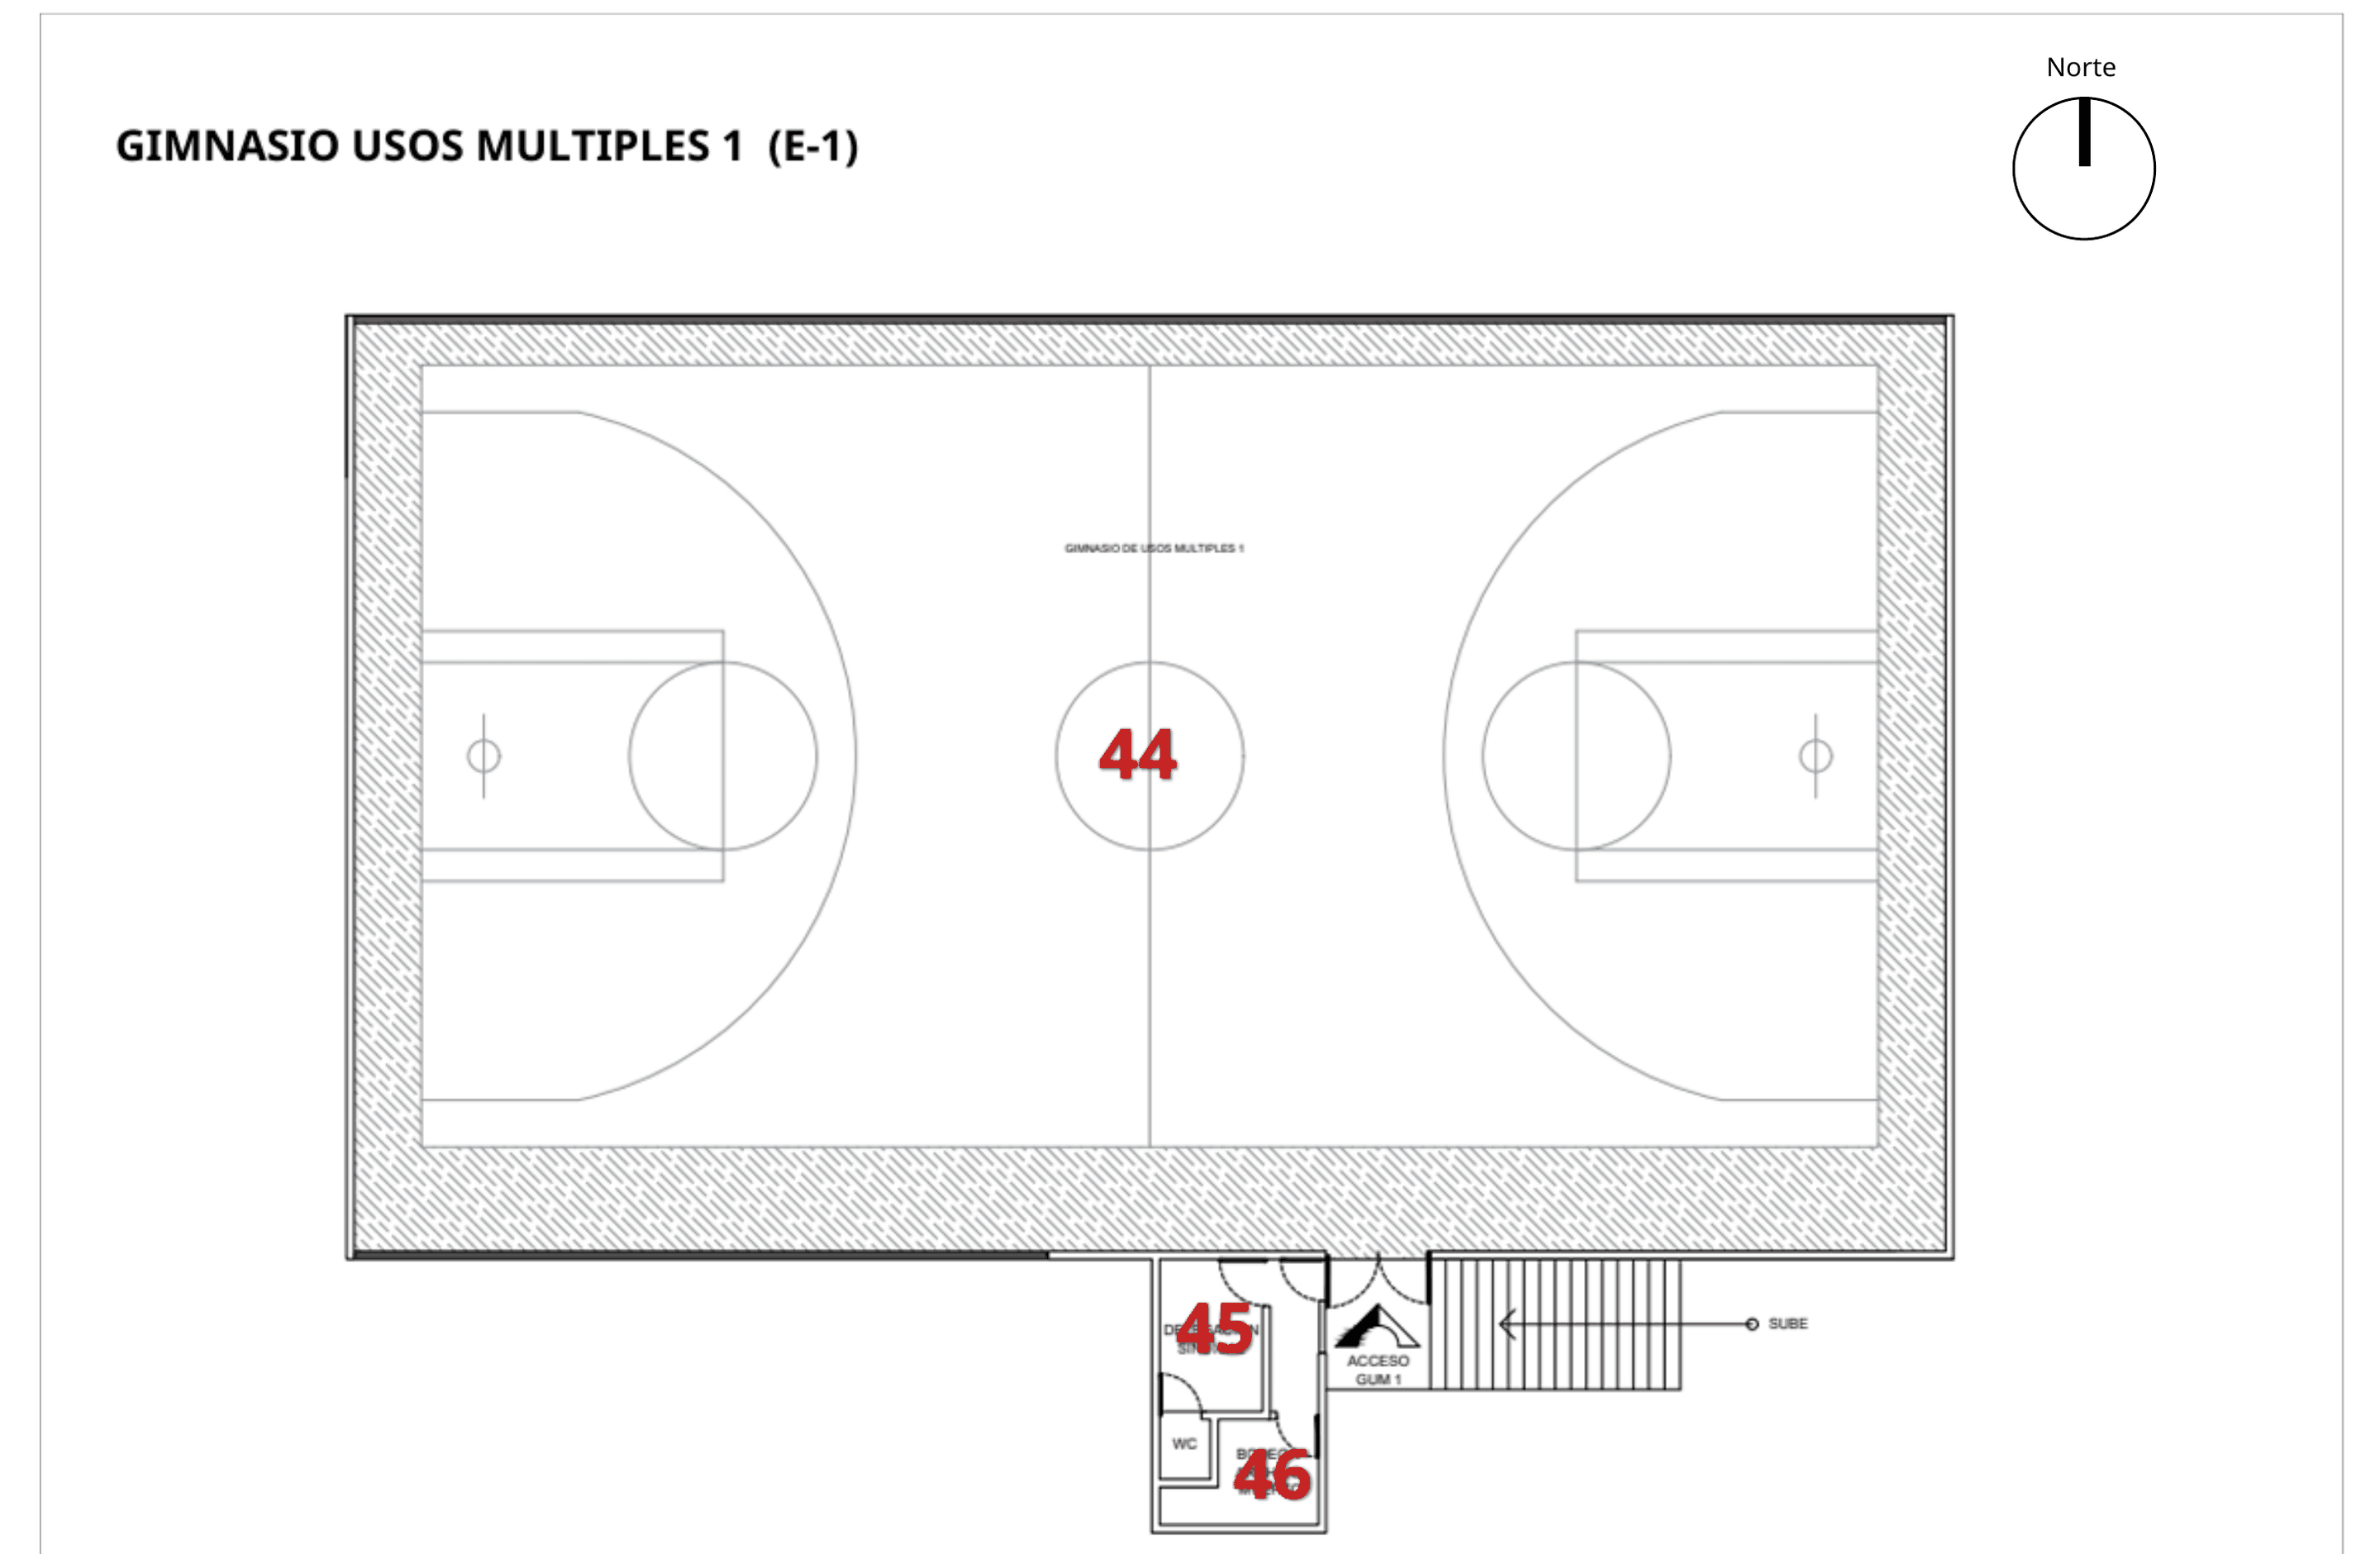 Norte
GIMNASIO USOS MULTIPLES 1 (E-1)
GIMNASIO DE USOS MULTIPLES 1
44
45
SUBE
ACCESO
GUM 1
WC
46